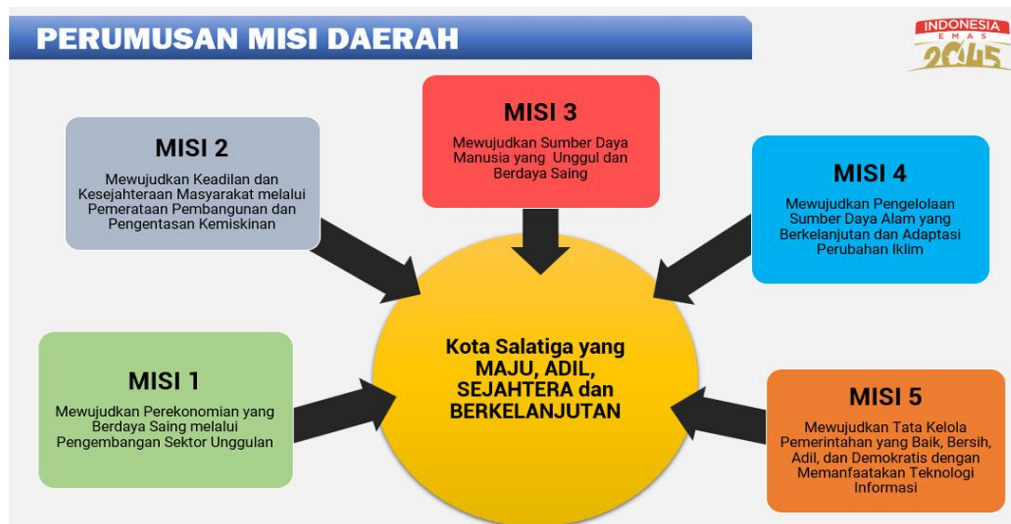 PERUMUSAN MISI DAERAH
INDONESIA
EMAS
2045
MISI 3
Mewujudkan Sumber Daya
Manusia yang Unggul dan
Berdaya Saing
MISI 2
Mewujudkan Keadilan dan
Kesejahteraan Masyarakat melalui
Pemerataan Pembangunan dan
Pengentasan Kemiskinan
MISI 4
Mewujudkan Pengelolaan
Sumber Daya Alam yang
Berkelanjutan dan Adaptasi
Perubahan Iklim
Kota Salatiga yang
MAJU, ADIL,
SEJAHTERA dan
BERKELANJUTAN
MISI 1
Mewujudkan Perekonomian yang
Berdaya Saing melalui
Pengembangan Sektor Unggulan
MISI 5
Mewujudkan Tata Kelola
Pemerintahan yang Baik, Bersih,
Adil, dan Demokratis dengan
Memanfaatakan Teknologi
Informasi